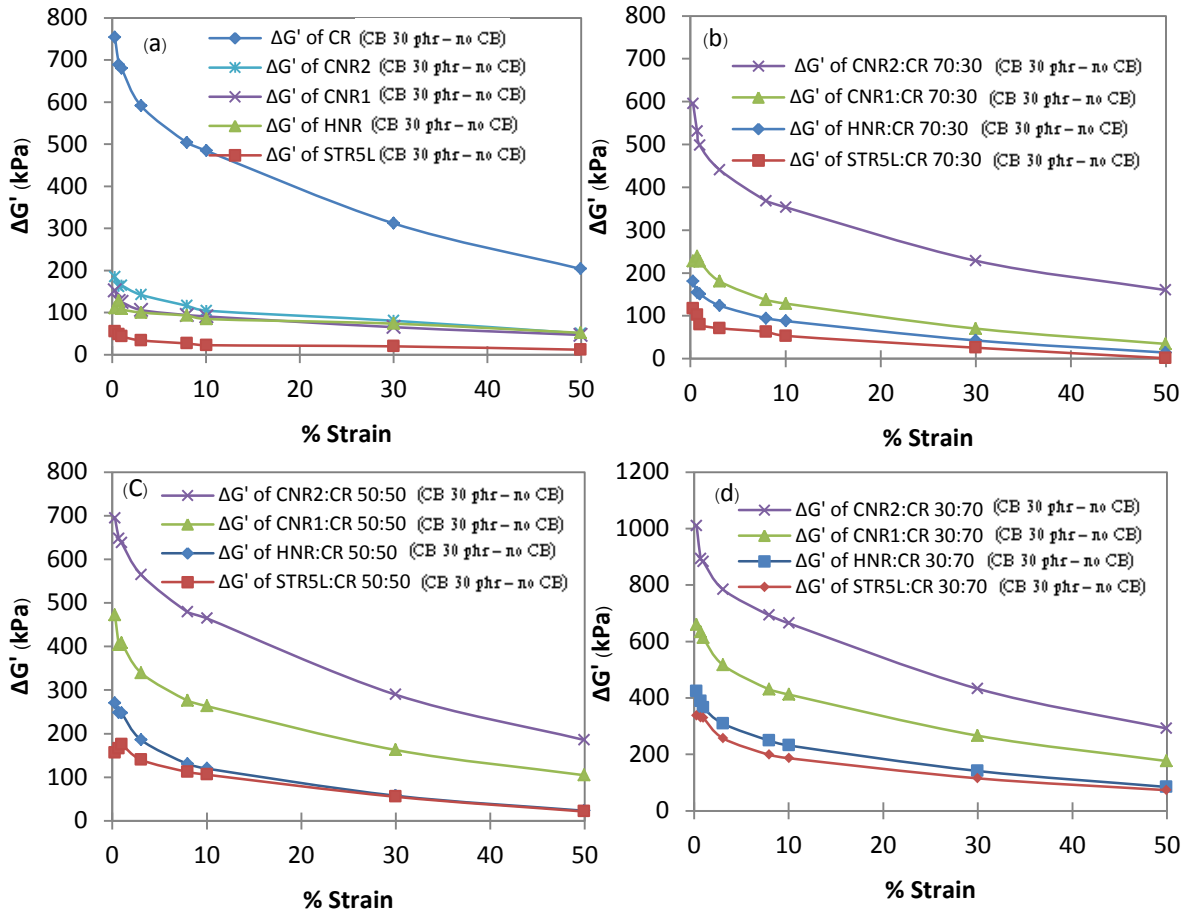 800
700
600
500
400
300
200
100
0
ΔG' (kPa)
(a)
ΔG' of CR (CB 30 phr – no CB)
ΔG' of CNR2 (CB 30 phr – no CB)
ΔG' of CNR1 (CB 30 phr – no CB)
ΔG' of HNR (CB 30 phr – no CB)
ΔG' of STR5L (CB 30 phr – no CB)
0 10 20 30 40 50
% Strain
800
700
600
500
400
300
200
100
0
ΔG' (kPa)
(b)
ΔG' of CNR2:CR 70:30 (CB 30 phr – no CB)
ΔG' of CNR1:CR 70:30 (CB 30 phr – no CB)
ΔG' of HNR:CR 70:30 (CB 30 phr – no CB)
ΔG' of STR5L:CR 70:30 (CB 30 phr – no CB)
0 10 20 30 40 50
% Strain
800
700
600
500
400
300
200
100
0
ΔG' (kPa)
(C)
ΔG' of CNR2:CR 50:50 (CB 30 phr – no CB)
ΔG' of CNR1:CR 50:50 (CB 30 phr – no CB)
ΔG' of HNR:CR 50:50 (CB 30 phr – no CB)
ΔG' of STR5L:CR 50:50 (CB 30 phr – no CB)
0 10 20 30 40 50
% Strain
1200
1000
800
600
400
200
0
ΔG' (kPa)
(d)
ΔG' of CNR2:CR 30:70 (CB 30 phr – no CB)
ΔG' of CNR1:CR 30:70 (CB 30 phr – no CB)
ΔG' of HNR:CR 30:70 (CB 30 phr – no CB)
ΔG' of STR5L:CR 30:70 (CB 30 phr – no CB)
0 10 20 30 40 50
% Strain